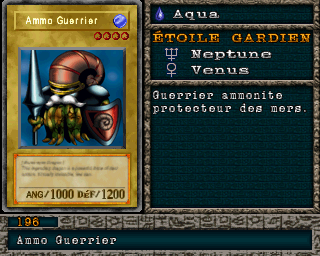 Ammo Guerrier
ANG/1000 DÉF/1200
Aqua
ÉTOILE GARDIEN
Neptune
Venus
Guerrier ammonite
protecteur des mers.
196
Ammo Guerrier